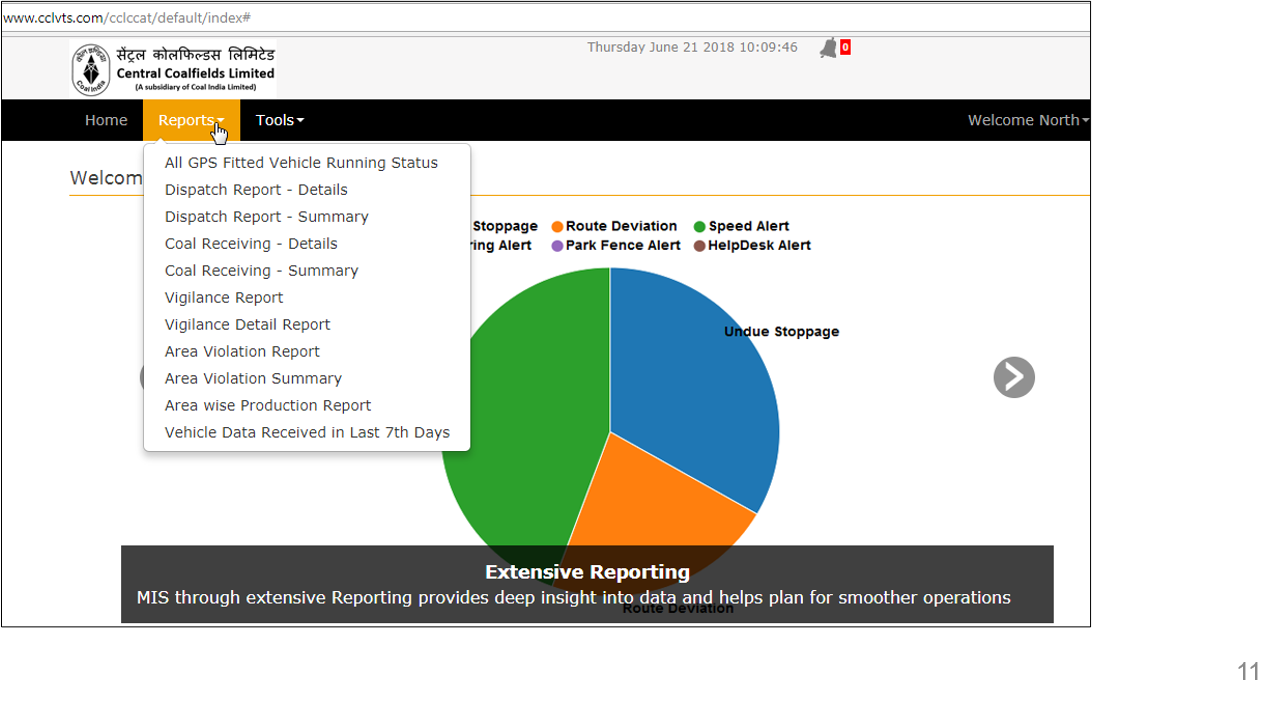 www.cclvts.com/cclccat/default/index#
सेंट्रल कोलफिल्डस लिमिटेड
Central Coalfields Limited
(A subsidiary of Coal India Limited)
Coal India
Thursday June 21 2018 10:09:46
0
Home Reports Tools Welcome North
Welcom
All GPS Fitted Vehicle Running Status
Dispatch Report - Details
Dispatch Report - Summary
Coal Receiving - Details
Coal Receiving - Summary
Vigilance Report
Vigilance Detail Report
Area Violation Report
Area Violation Summary
Area wise Production Report
Vehicle Data Received in Last 7th Days
Stoppage Route Deviation Speed Alert
ring Alert Park Fence Alert HelpDesk Alert
Undue Stoppage
Extensive Reporting
MIS through extensive Reporting provides deep insight into data and helps plan for smoother operations
Route Deviation
11